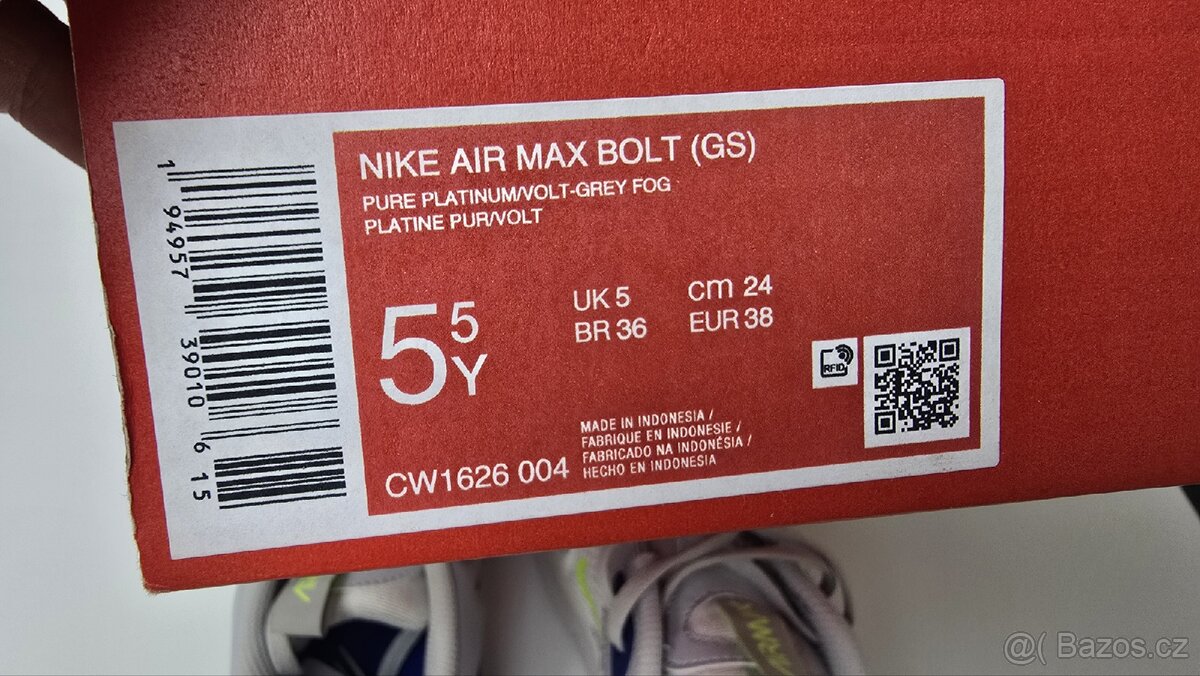 NIKE AIR MAX BOLT (GS)
PURE PLATINUM/VOLT-GREY FOG
PLATINE PUR/VOLT
5 5 Y
UK 5 cm 24
BR 36 EUR 38
RFID
MADE IN INDONESIA /
FABRIQUE EN INDONESIE /
FABRICADO NA INDONÉSIA /
HECHO EN INDONESIA
CW1626 004
1 94957 39010 6 15
@( Bazos.cz